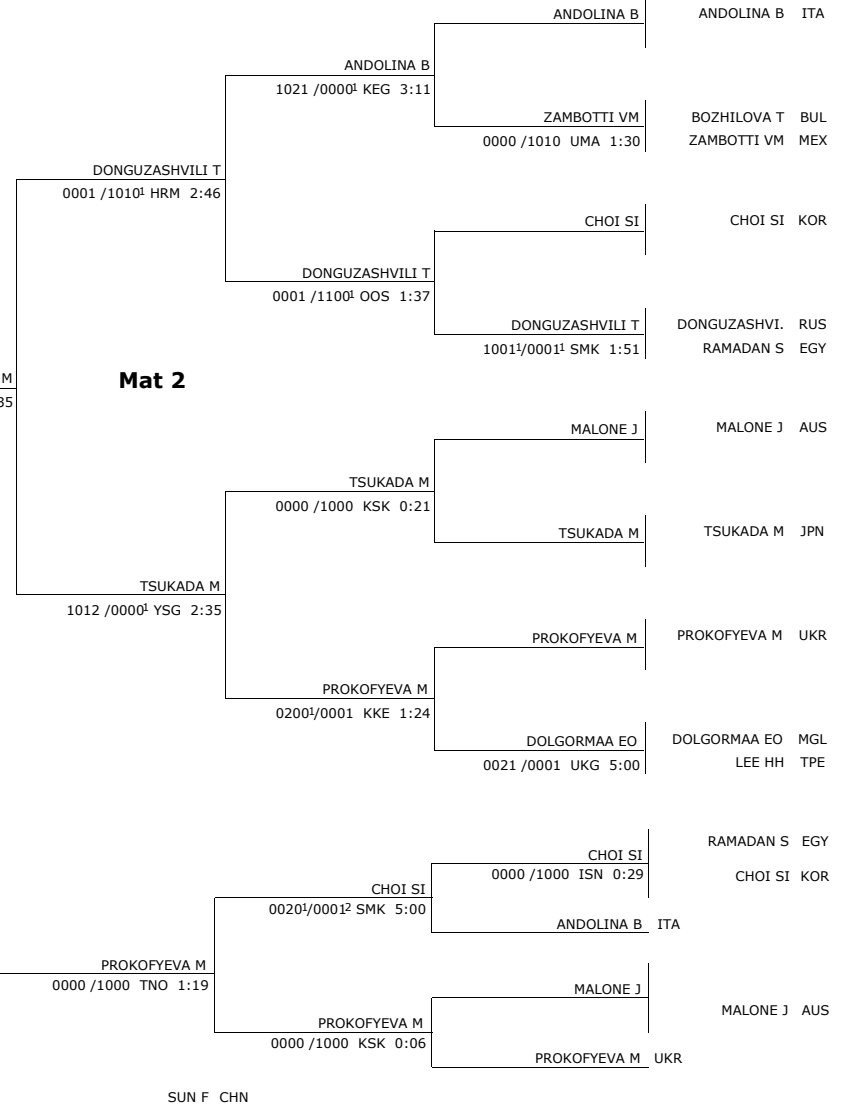 ANDOLINA B ANDOLINA B ITA
ANDOLINA B
1021 /0000¹ KEG 3:11
ZAMBOTTI VM BOZHILOVA T BUL
0000 /1010 UMA 1:30 ZAMBOTTI VM MEX
DONGUZASHVILI T
0001 /1010¹ HRM 2:46
CHOI SI CHOI SI KOR
DONGUZASHVILI T
0001 /1100¹ OOS 1:37
DONGUZASHVILI T DONGUZASHVI. RUS
1001¹/0001¹ SMK 1:51 RAMADAN S EGY
M Mat 2
35
MALONE J MALONE J AUS
TSUKADA M
0000 /1000 KSK 0:21
TSUKADA M TSUKADA M JPN
TSUKADA M
1012 /0000¹ YSG 2:35
PROKOFYEVA M PROKOFYEVA M UKR
PROKOFYEVA M
0200¹/0001 KKE 1:24
DOLGORMAA EO DOLGORMAA EO MGL
0021 /0001 UKG 5:00 LEE HH TPE
RAMADAN S EGY
CHOI SI
0000 /1000 ISN 0:29 CHOI SI KOR
CHOI SI
0020¹/0001² SMK 5:00
ANDOLINA B ITA
PROKOFYEVA M
0000 /1000 TNO 1:19
MALONE J
MALONE J AUS
PROKOFYEVA M
0000 /1000 KSK 0:06
PROKOFYEVA M UKR
SUN F CHN